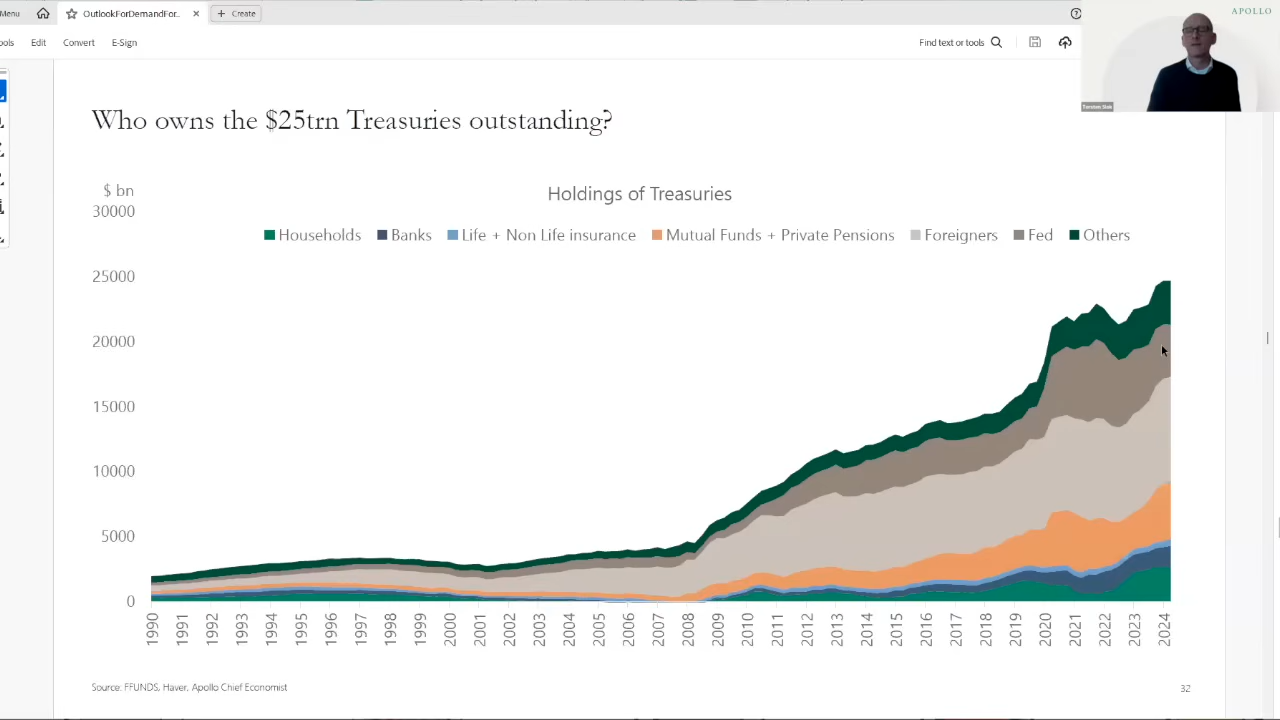 Menu
OutlookForDemandFor...
Create
APOLLO
ools
Edit
Convert
E-Sign
Find text or tools
Torsten Slok
Who owns the $25trn Treasuries outstanding?
$ bn
Holdings of Treasuries
Households
Banks
Life + Non Life insurance
Mutual Funds + Private Pensions
Foreigners
Fed
Others
30000
25000
20000
15000
10000
5000
0
1990
1991
1992
1993
1994
1995
1996
1997
1998
1999
2000
2001
2002
2003
2004
2005
2006
2007
2008
2009
2010
2011
2012
2013
2014
2015
2016
2017
2018
2019
2020
2021
2022
2023
2024
Source: FFUNDS, Haver, Apollo Chief Economist
32